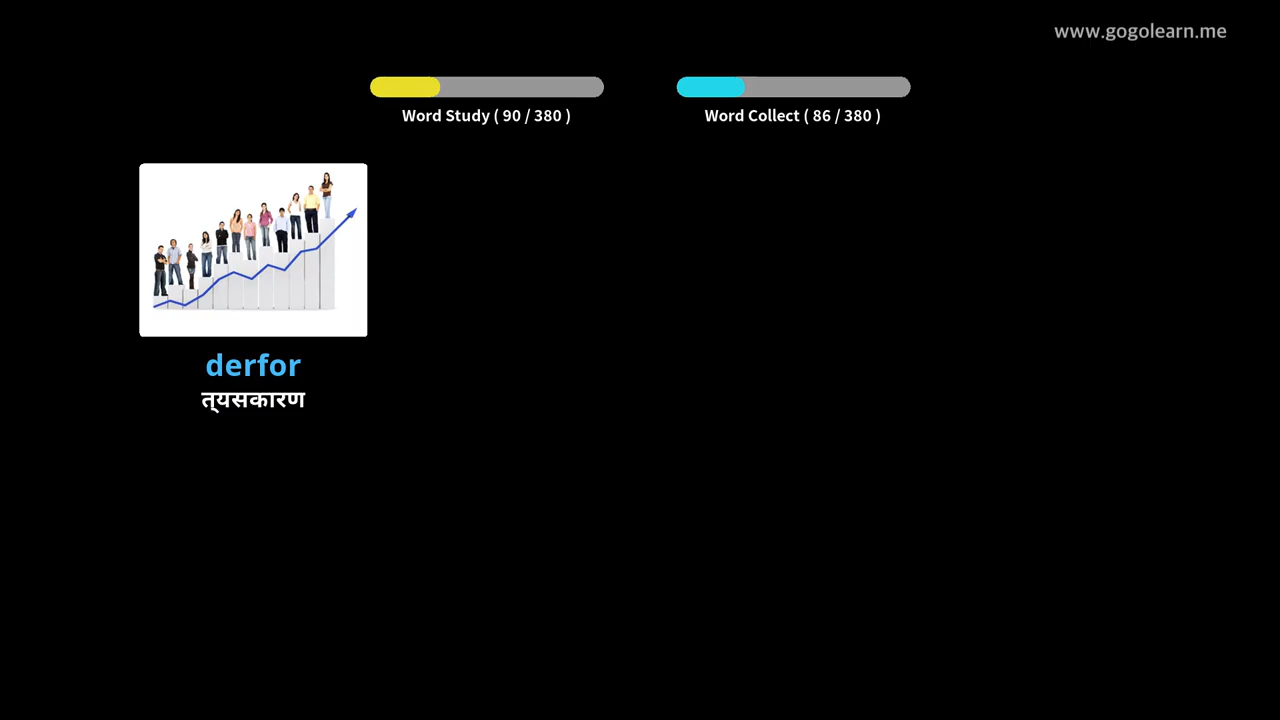 www.gogolearn.me
Word Study ( 90 / 380 )
Word Collect ( 86 / 380 )
derfor
त्यसकारण